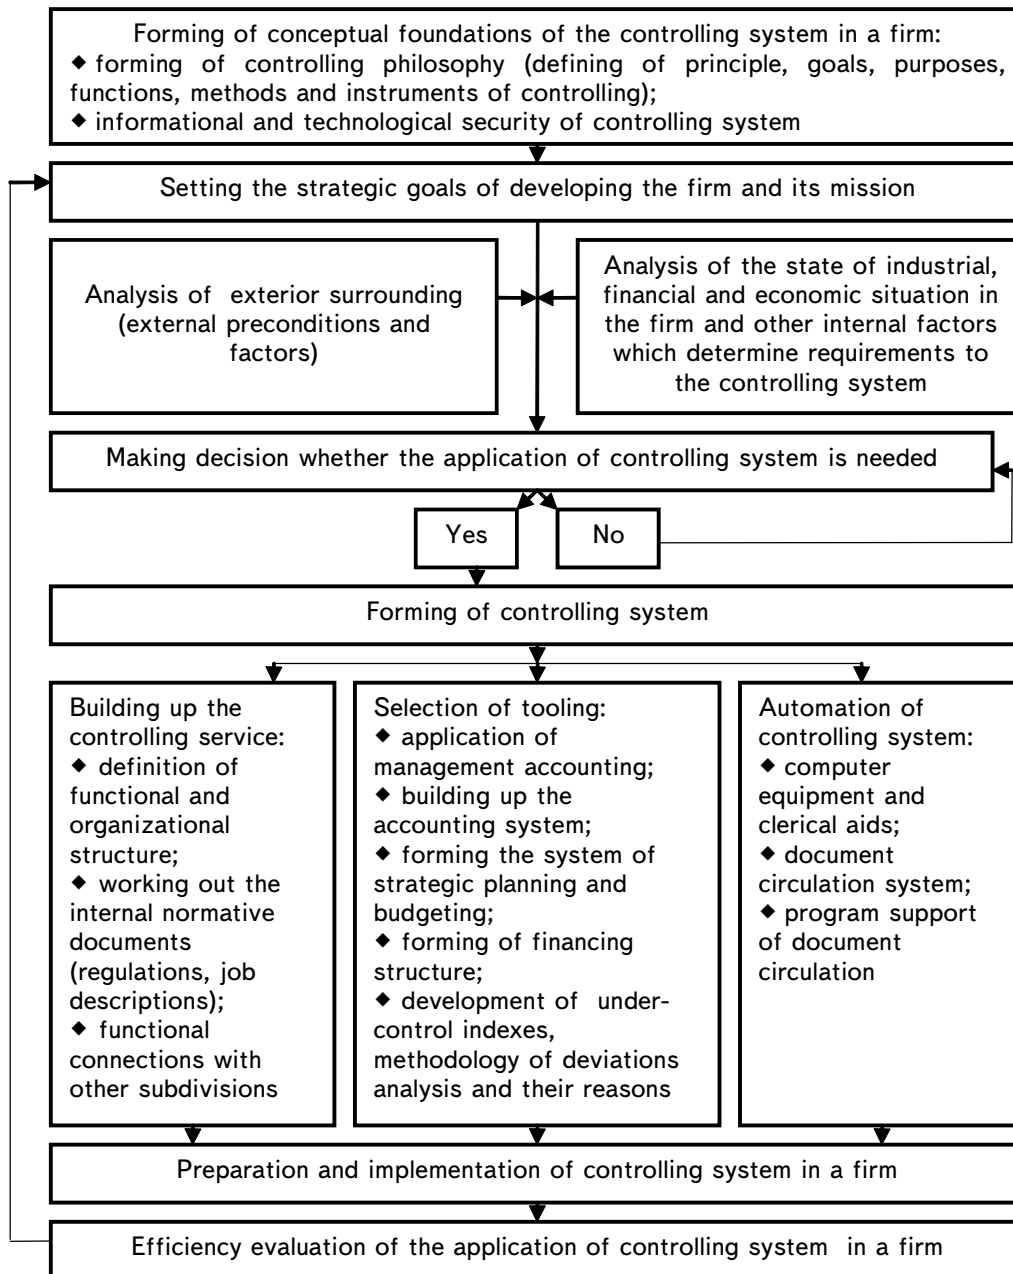 Forming of conceptual foundations of the controlling system in a firm:
◆ forming of controlling philosophy (defining of principle, goals, purposes,
functions, methods and instruments of controlling);
◆ informational and technological security of controlling system
Setting the strategic goals of developing the firm and its mission
Analysis of exterior surrounding
(external preconditions and
factors)
Analysis of the state of industrial,
financial and economic situation in
the firm and other internal factors
which determine requirements to
the controlling system
Making decision whether the application of controlling system is needed
Yes
No
Forming of controlling system
Building up the
controlling service:
◆ definition of
functional and
organizational
structure;
◆ working out the
internal normative
documents
(regulations, job
descriptions);
◆ functional
connections with
other subdivisions
Selection of tooling:
◆ application of
management accounting;
◆ building up the
accounting system;
◆ forming the system of
strategic planning and
budgeting;
◆ forming of financing
structure;
◆ development of under-
control indexes,
methodology of deviations
analysis and their reasons
Automation of
controlling system:
◆ computer
equipment and
clerical aids;
◆ document
circulation system;
◆ program support
of document
circulation
Preparation and implementation of controlling system in a firm
Efficiency evaluation of the application of controlling system in a firm